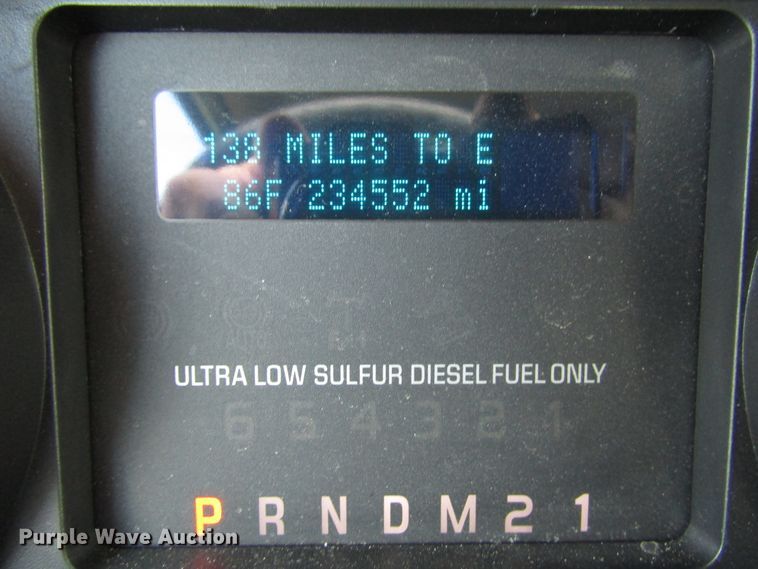 138 MILES TO E
86F 234552 mi
ULTRA LOW SULFUR DIESEL FUEL ONLY
6 5 4 3 2 1
P R N D M 2 1
Purple Wave Auction